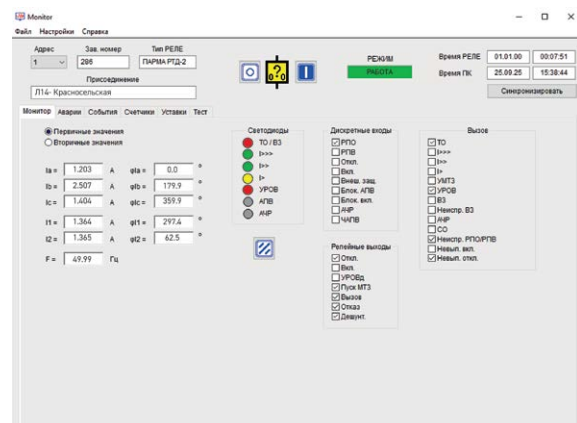 Monitor
Файл Настройки Справка
Адрес Зав. номер Тип РЕЛЕ
1 286 ПАРМА РТД-2
Присоединение
Л14- Красносельская
0.?.
РЕЖИМ
РАБОТА
Время РЕЛЕ 01.01.00 00:07:51
Время ПК 25.09.25 15:38:44
Синхронизировать
Монитор Аварии События Счетчики Уставки Тест
Первичные значения
Вторичные значения
Ia = 1.203 А φIa = 0.0 °
Ib = 2.507 А φIb = 179.9 °
Ic = 1.404 А φIc = 359.9 °
I1 = 1.364 А φI1 = 297.4 °
I2 = 1.365 А φI2 = 62.5 °
F = 49.99 Гц
Светодиоды
ТО / ВЗ
I>>>
I>>
I>
УРОВ
АПВ
АЧР
Дискретные входы
РПО
РПВ
Откл.
Вкл.
Внеш. защ.
Блок. АПВ
Блок. вкл.
АЧР
ЧАПВ
Релейные выходы
Откл.
Вкл.
УРОВд
Пуск МТЗ
Вызов
Отказ
Дешунт.
Вызов
ТО
I>>>
I>>
I>
УМТЗ
УРОВ
ВЗ
Неиспр. ВЗ
АЧР
СО
Неиспр. РПО/РПВ
Невып. вкл.
Невып. откл.